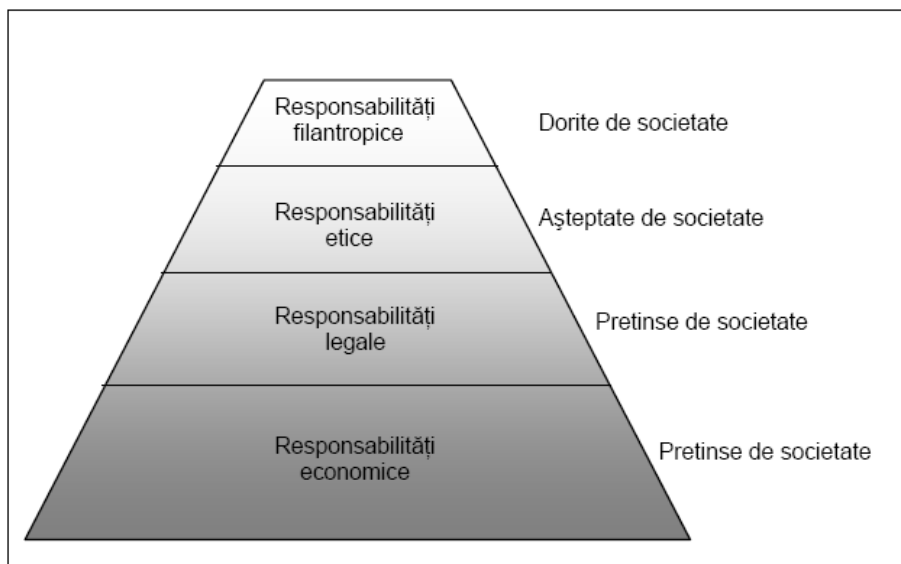 Responsabilități
filantropice
Dorite de societate
Responsabilități
etice
Aşteptate de societate
Responsabilități
legale
Pretinse de societate
Responsabilități
economice
Pretinse de societate